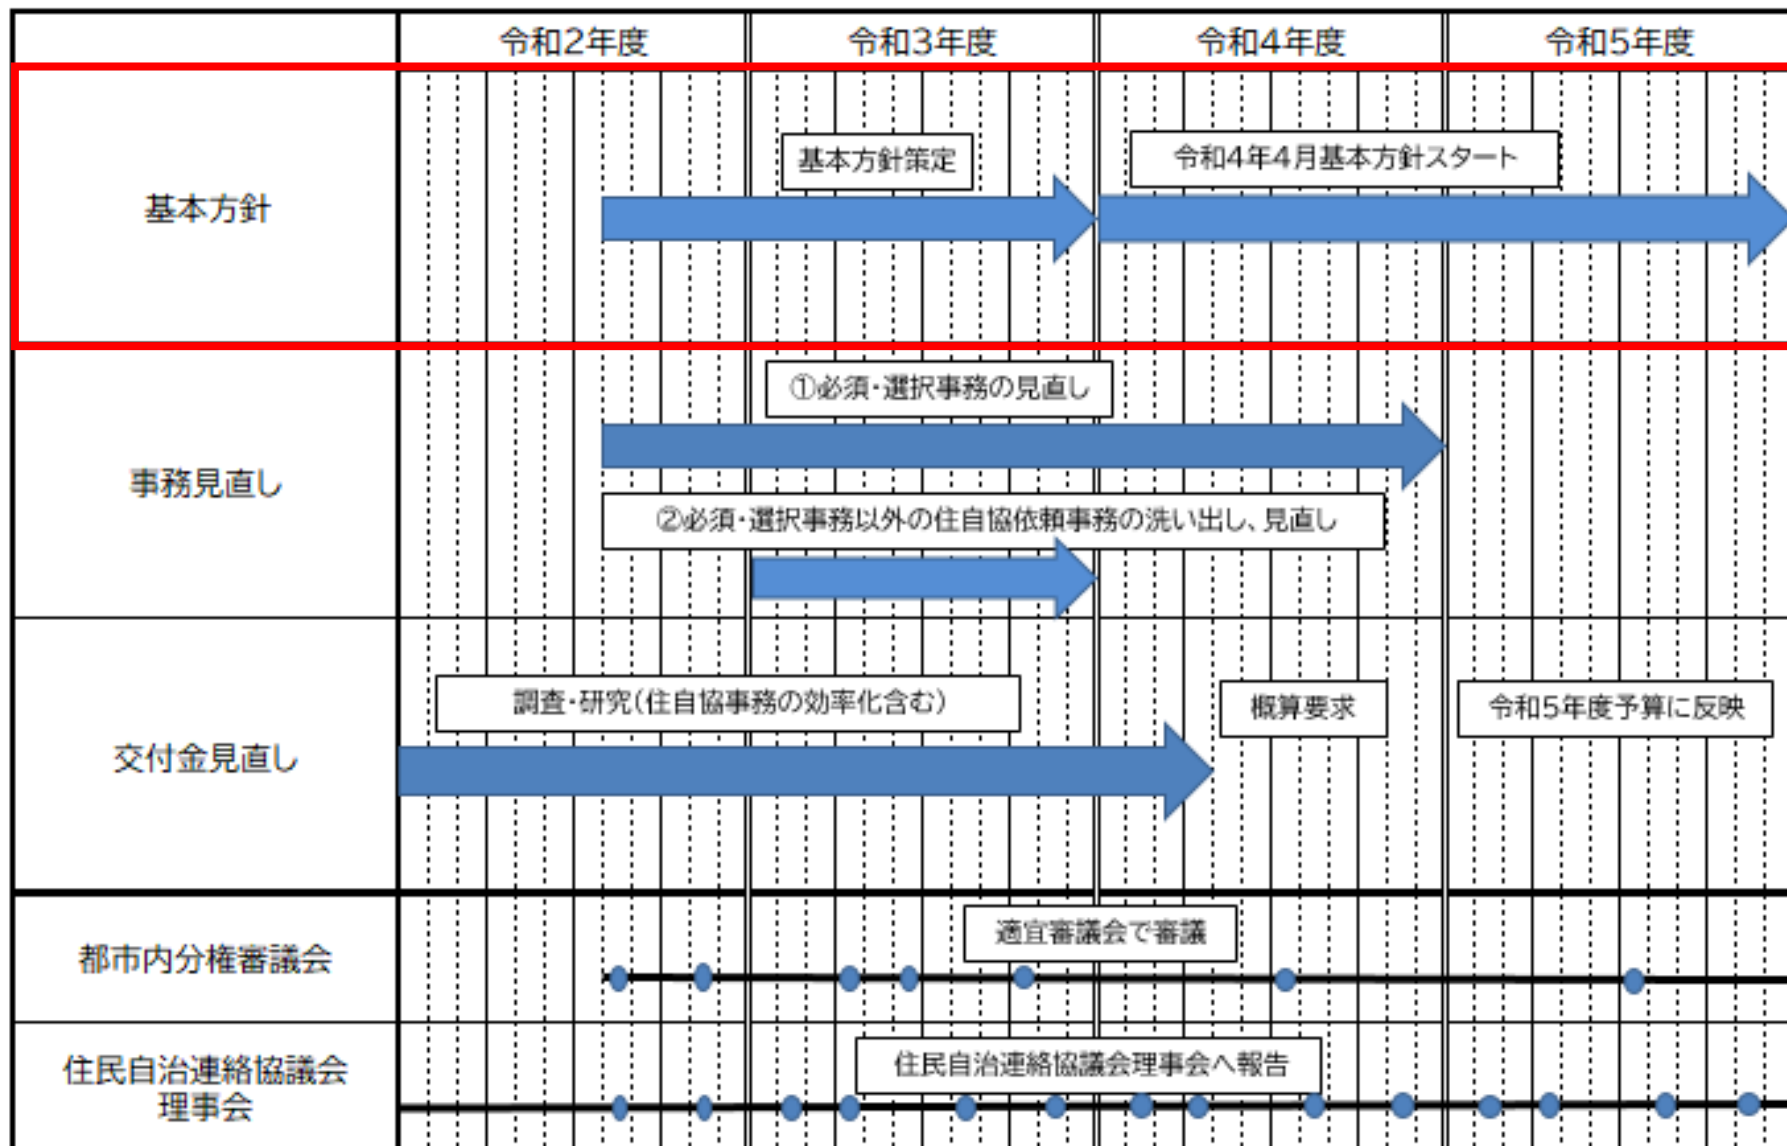 令和2年度 令和3年度 令和4年度 令和5年度
基本方針
基本方針策定
令和4年4月基本方針スタート
事務見直し
①必須・選択事務の見直し
②必須・選択事務以外の住自協依頼事務の洗い出し、見直し
交付金見直し
調査・研究(住自協事務の効率化含む)
概算要求
令和5年度予算に反映
都市内分権審議会
適宜審議会で審議
住民自治連絡協議会
理事会
住民自治連絡協議会理事会へ報告